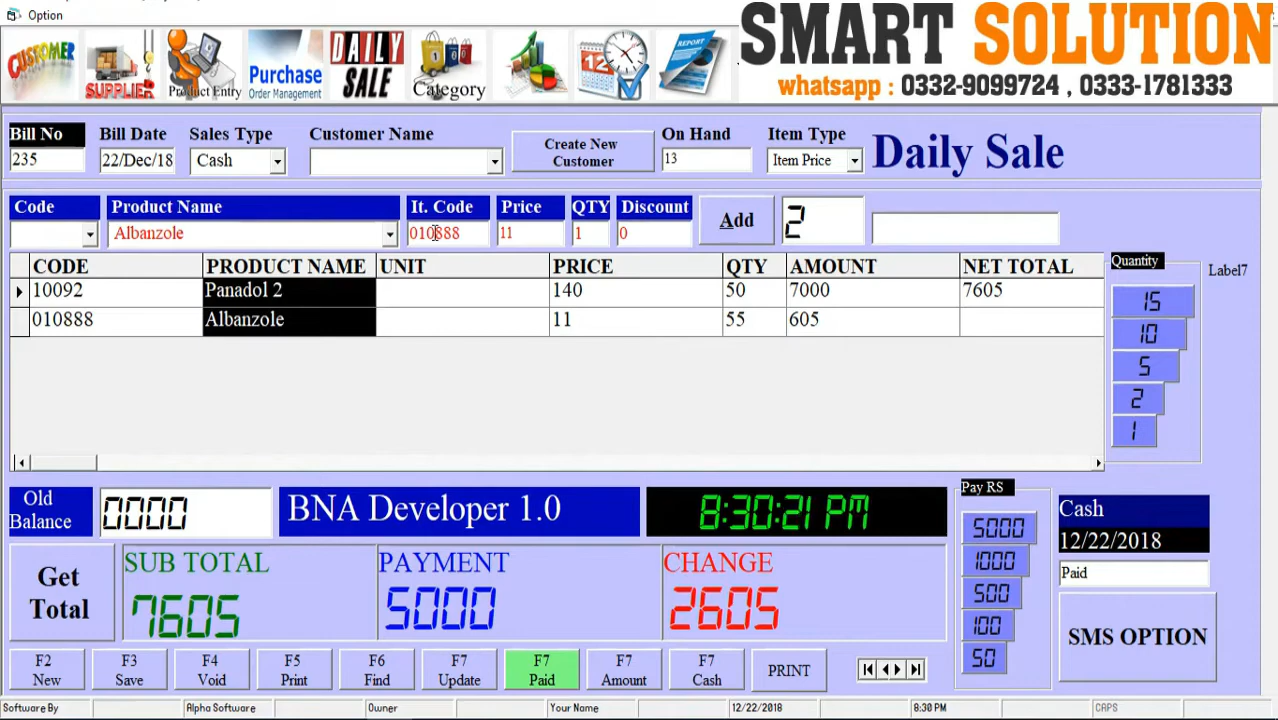 Option
SMART SOLUTION
whatsapp : 0332-9099724 , 0333-1781333
CUSTOMER
SUPPLIER
Product Entry
Purchase
Order Management
DAILY
SALE
Category
REPORT
Bill No
Bill Date
Sales Type
Customer Name
Create New
Customer
On Hand
Item Type
Daily Sale
235
22/Dec/18
Cash
13
Item Price
Code
Product Name
It. Code
Price
QTY
Discount
Add
2
Albanzole
010888
11
1
0
CODE PRODUCT NAME UNIT PRICE QTY AMOUNT NET TOTAL
10092 Panadol 2 140 50 7000 7605
010888 Albanzole 11 55 605
Quantity
Label7
15
10
5
2
1
Old
Balance
0000
BNA Developer 1.0
8:30:21 PM
Pay RS
5000
1000
500
100
50
Cash
12/22/2018
Paid
SMS OPTION
Get
Total
SUB TOTAL
7605
PAYMENT
5000
CHANGE
2605
F2
New
F3
Save
F4
Void
F5
Print
F6
Find
F7
Update
F7
Paid
F7
Amount
F7
Cash
PRINT
Software By
Alpha Software
Owner
Your Name
12/22/2018
8:30 PM
CAPS